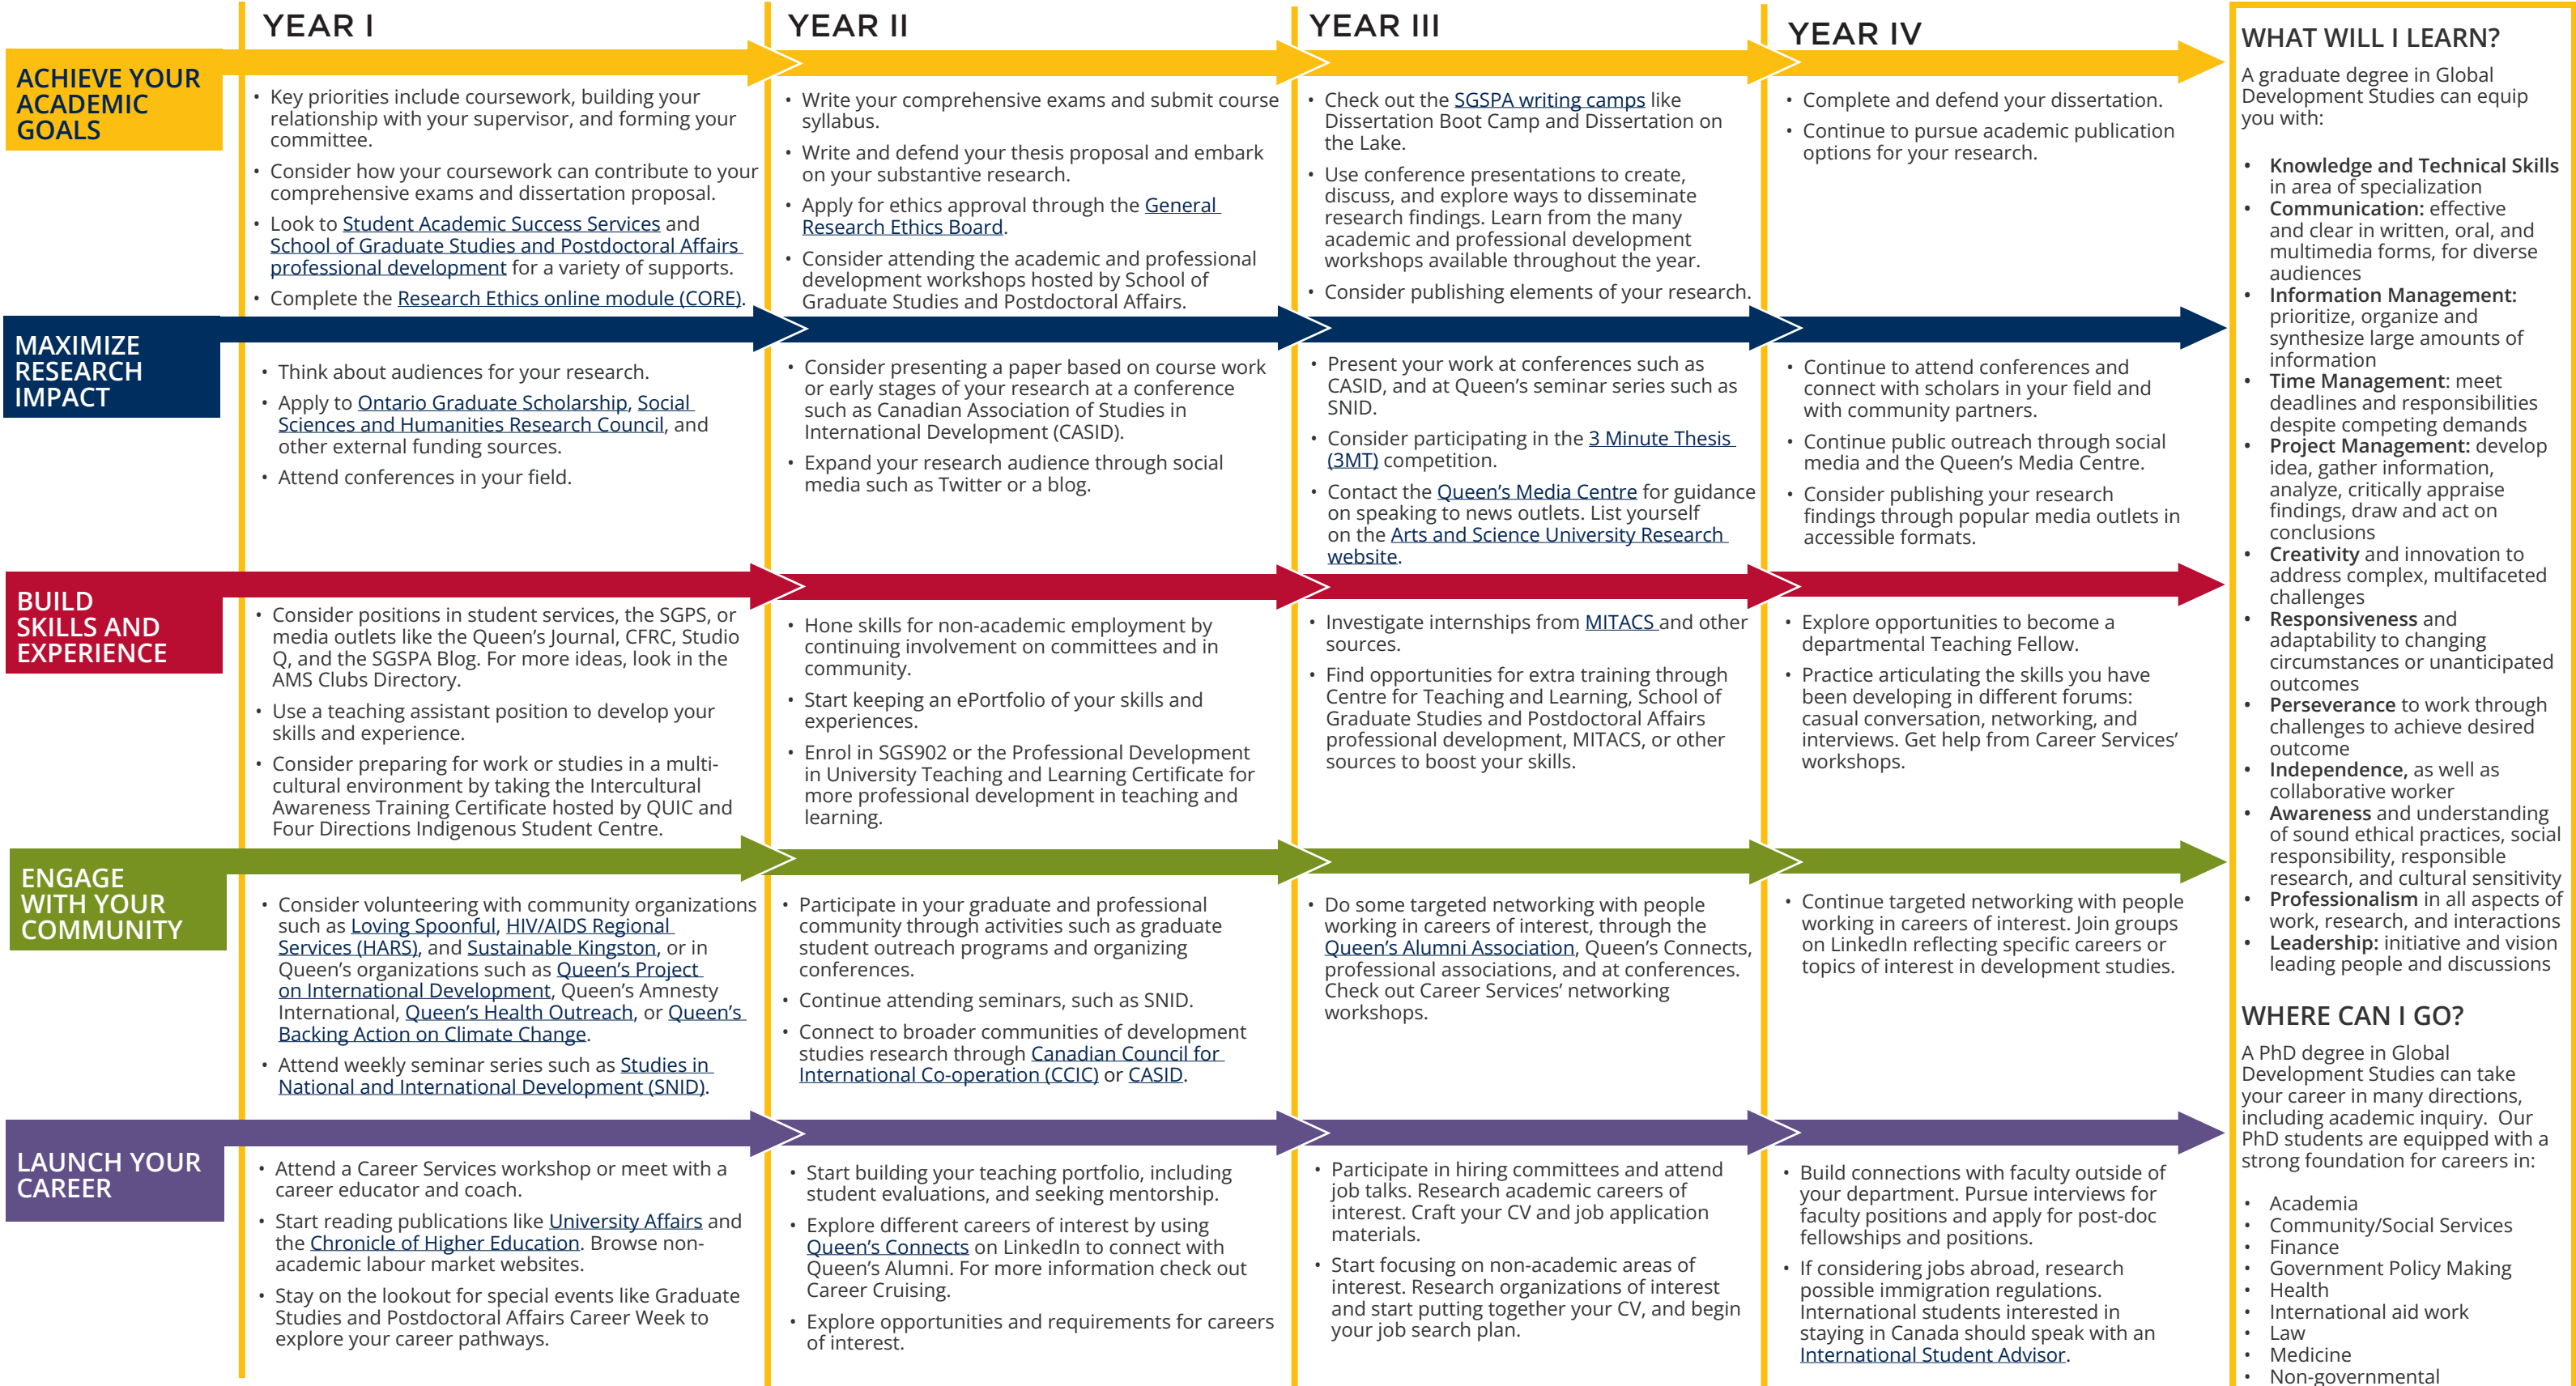 YEAR I
YEAR II
YEAR III
YEAR IV
ACHIEVE YOUR
ACADEMIC
GOALS
• Key priorities include coursework, building your
relationship with your supervisor, and forming your
committee.
• Consider how your coursework can contribute to your
comprehensive exams and dissertation proposal.
• Look to Student Academic Success Services and
School of Graduate Studies and Postdoctoral Affairs
professional development for a variety of supports.
• Complete the Research Ethics online module (CORE).
• Write your comprehensive exams and submit course
syllabus.
• Write and defend your thesis proposal and embark
on your substantive research.
• Apply for ethics approval through the General
Research Ethics Board.
• Consider attending the academic and professional
development workshops hosted by School of
Graduate Studies and Postdoctoral Affairs.
• Check out the SGSPA writing camps like
Dissertation Boot Camp and Dissertation on
the Lake.
• Use conference presentations to create,
discuss, and explore ways to disseminate
research findings. Learn from the many
academic and professional development
workshops available throughout the year.
• Consider publishing elements of your research.
• Complete and defend your dissertation.
• Continue to pursue academic publication
options for your research.
MAXIMIZE
RESEARCH
IMPACT
• Think about audiences for your research.
• Apply to Ontario Graduate Scholarship, Social
Sciences and Humanities Research Council, and
other external funding sources.
• Attend conferences in your field.
• Consider presenting a paper based on course work
or early stages of your research at a conference
such as Canadian Association of Studies in
International Development (CASID).
• Expand your research audience through social
media such as Twitter or a blog.
• Present your work at conferences such as
CASID, and at Queen's seminar series such as
SNID.
• Consider participating in the 3 Minute Thesis
(3MT) competition.
• Contact the Queen's Media Centre for guidance
on speaking to news outlets. List yourself
on the Arts and Science University Research
website.
• Continue to attend conferences and
connect with scholars in your field and
with community partners.
• Continue public outreach through social
media and the Queen's Media Centre.
• Consider publishing your research
findings through popular media outlets in
accessible formats.
BUILD
SKILLS AND
EXPERIENCE
• Consider positions in student services, the SGPS, or
media outlets like the Queen's Journal, CFRC, Studio
Q, and the SGSPA Blog. For more ideas, look in the
AMS Clubs Directory.
• Use a teaching assistant position to develop your
skills and experience.
• Consider preparing for work or studies in a multi-
cultural environment by taking the Intercultural
Awareness Training Certificate hosted by QUIC and
Four Directions Indigenous Student Centre.
• Hone skills for non-academic employment by
continuing involvement on committees and in
community.
• Start keeping an ePortfolio of your skills and
experiences.
• Enrol in SGS902 or the Professional Development
in University Teaching and Learning Certificate for
more professional development in teaching and
learning.
• Investigate internships from MITACS and other
sources.
• Find opportunities for extra training through
Centre for Teaching and Learning, School of
Graduate Studies and Postdoctoral Affairs
professional development, MITACS, or other
sources to boost your skills.
• Explore opportunities to become a
departmental Teaching Fellow.
• Practice articulating the skills you have
been developing in different forums:
casual conversation, networking, and
interviews. Get help from Career Services'
workshops.
ENGAGE
WITH YOUR
COMMUNITY
• Consider volunteering with community organizations
such as Loving Spoonful, HIV/AIDS Regional
Services (HARS), and Sustainable Kingston, or in
Queen's organizations such as Queen's Project
on International Development, Queen's Amnesty
International, Queen's Health Outreach, or Queen's
Backing Action on Climate Change.
• Attend weekly seminar series such as Studies in
National and International Development (SNID).
• Participate in your graduate and professional
community through activities such as graduate
student outreach programs and organizing
conferences.
• Continue attending seminars, such as SNID.
• Connect to broader communities of development
studies research through Canadian Council for
International Co-operation (CCIC) or CASID.
• Do some targeted networking with people
working in careers of interest, through the
Queen's Alumni Association, Queen's Connects,
professional associations, and at conferences.
Check out Career Services' networking
workshops.
• Continue targeted networking with people
working in careers of interest. Join groups
on LinkedIn reflecting specific careers or
topics of interest in development studies.
LAUNCH YOUR
CAREER
• Attend a Career Services workshop or meet with a
career educator and coach.
• Start reading publications like University Affairs and
the Chronicle of Higher Education. Browse non-
academic labour market websites.
• Stay on the lookout for special events like Graduate
Studies and Postdoctoral Affairs Career Week to
explore your career pathways.
• Start building your teaching portfolio, including
student evaluations, and seeking mentorship.
• Explore different careers of interest by using
Queen's Connects on LinkedIn to connect with
Queen's Alumni. For more information check out
Career Cruising.
• Explore opportunities and requirements for careers
of interest.
• Participate in hiring committees and attend
job talks. Research academic careers of
interest. Craft your CV and job application
materials.
• Start focusing on non-academic areas of
interest. Research organizations of interest
and start putting together your CV, and begin
your job search plan.
• Build connections with faculty outside of
your department. Pursue interviews for
faculty positions and apply for post-doc
fellowships and positions.
• If considering jobs abroad, research
possible immigration regulations.
International students interested in
staying in Canada should speak with an
International Student Advisor.
WHAT WILL I LEARN?
A graduate degree in Global
Development Studies can equip
you with:
• Knowledge and Technical Skills
in area of specialization
• Communication: effective
and clear in written, oral, and
multimedia forms, for diverse
audiences
• Information Management:
prioritize, organize and
synthesize large amounts of
information
• Time Management: meet
deadlines and responsibilities
despite competing demands
• Project Management: develop
idea, gather information,
analyze, critically appraise
findings, draw and act on
conclusions
• Creativity and innovation to
address complex, multifaceted
challenges
• Responsiveness and
adaptability to changing
circumstances or unanticipated
outcomes
• Perseverance to work through
challenges to achieve desired
outcome
• Independence, as well as
collaborative worker
• Awareness and understanding
of sound ethical practices, social
responsibility, responsible
research, and cultural sensitivity
• Professionalism in all aspects of
work, research, and interactions
• Leadership: initiative and vision
leading people and discussions
WHERE CAN I GO?
A PhD degree in Global
Development Studies can take
your career in many directions,
including academic inquiry. Our
PhD students are equipped with a
strong foundation for careers in:
• Academia
• Community/Social Services
• Finance
• Government Policy Making
• Health
• International aid work
• Law
• Medicine
• Non-governmental